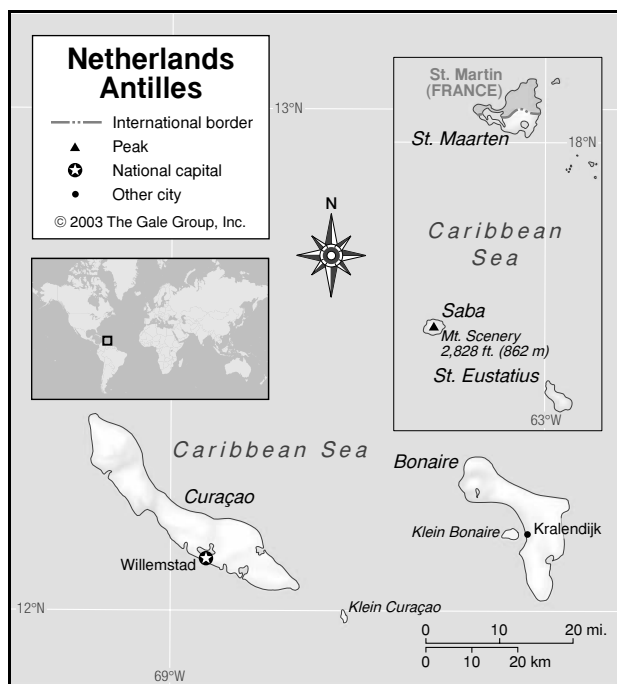 Netherlands
Antilles
International border
Peak
National capital
Other city
© 2003 The Gale Group, Inc.
13°N
N
St. Martin
(FRANCE)
St. Maarten
18°N
Caribbean
Sea
Saba
Mt. Scenery
2,828 ft. (862 m)
St. Eustatius
63°W
Caribbean Sea
Curaçao
Willemstad
Bonaire
Klein Bonaire
Kralendijk
12°N
Klein Curaçao
69°W
0 10 20 mi.
0 10 20 km